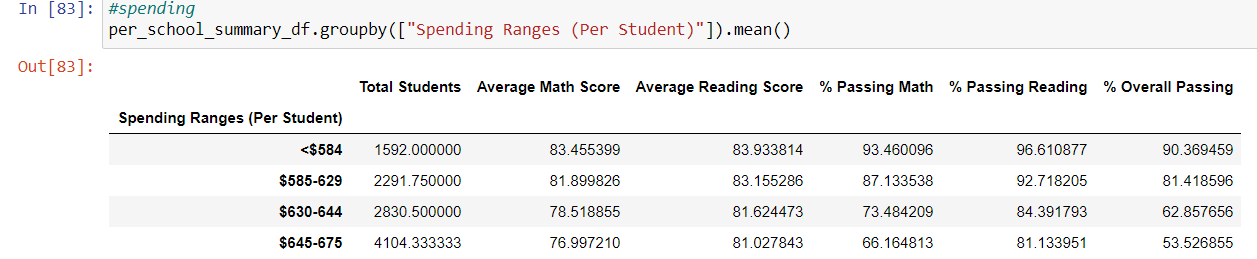 In [83]: #spending
per_school_summary_df.groupby(["Spending Ranges (Per Student)"]).mean()
Out[83]:
Total Students Average Math Score Average Reading Score % Passing Math % Passing Reading % Overall Passing
Spending Ranges (Per Student)
<$584 1592.000000 83.455399 83.933814 93.460096 96.610877 90.369459
$585-629 2291.750000 81.899826 83.155286 87.133538 92.718205 81.418596
$630-644 2830.500000 78.518855 81.624473 73.484209 84.391793 62.857656
$645-675 4104.333333 76.997210 81.027843 66.164813 81.133951 53.526855